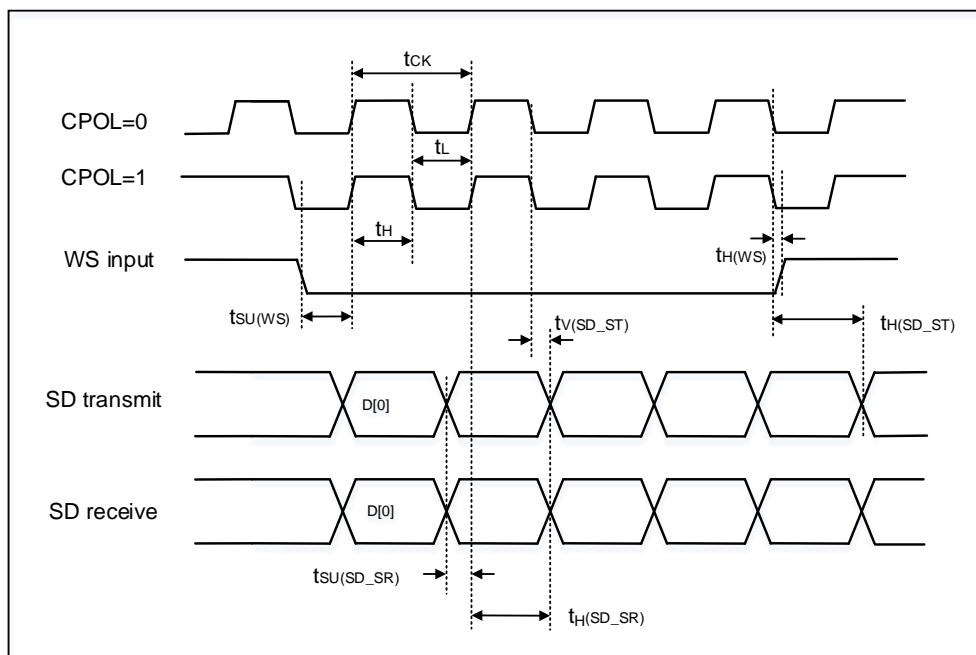 tCK
CPOL=0
tL
CPOL=1
tH
tH(WS)
WS input
tSU(WS)
tV(SD_ST)
tH(SD_ST)
SD transmit
D[0]
SD receive
D[0]
tSU(SD_SR)
tH(SD_SR)